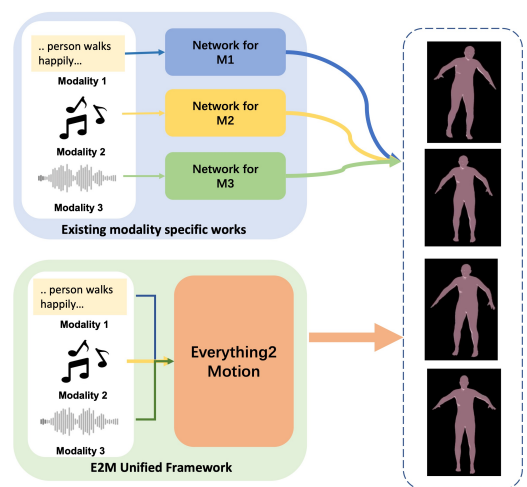 .. person walks
happily…
Modality 1
Modality 2
Modality 3
Network for
M1
Network for
M2
Network for
M3
Existing modality specific works
.. person walks
happily…
Modality 1
Modality 2
Modality 3
Everything2
Motion
E2M Unified Framework